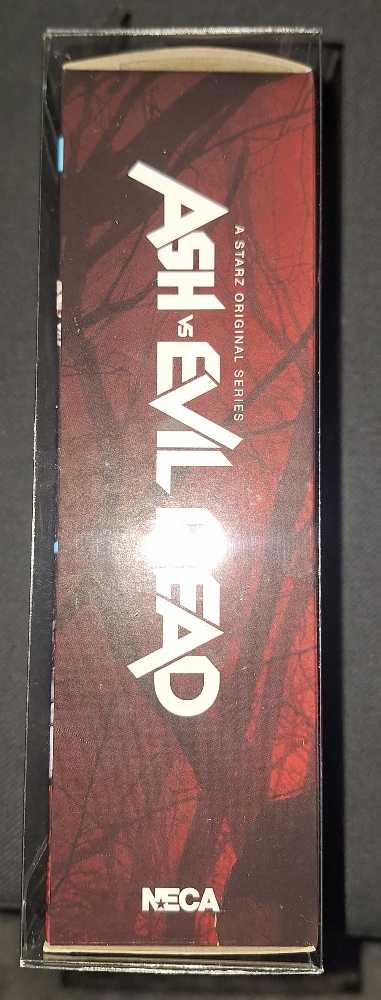 A STARZ ORIGINAL SERIES
ASH VS EVIL DEAD
NECA